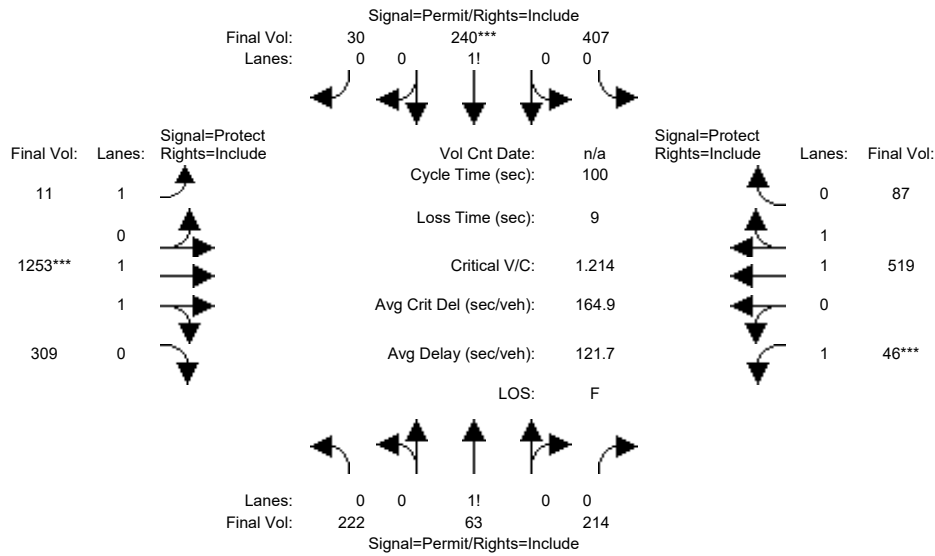 Signal=Permit/Rights=Include
Final Vol: 30 240*** 407
Lanes: 0 0 1! 0 0
Signal=Protect Signal=Protect
Final Vol: Lanes: Rights=Include Vol Cnt Date: n/a Rights=Include Lanes: Final Vol:
Cycle Time (sec): 100
11 1 0 87
Loss Time (sec): 9
0 1
1253*** 1 Critical V/C: 1.214 1 519
1 Avg Crit Del (sec/veh): 164.9 0
309 0 Avg Delay (sec/veh): 121.7 1 46***
LOS: F
Lanes: 0 0 1! 0 0
Final Vol: 222 63 214
Signal=Permit/Rights=Include